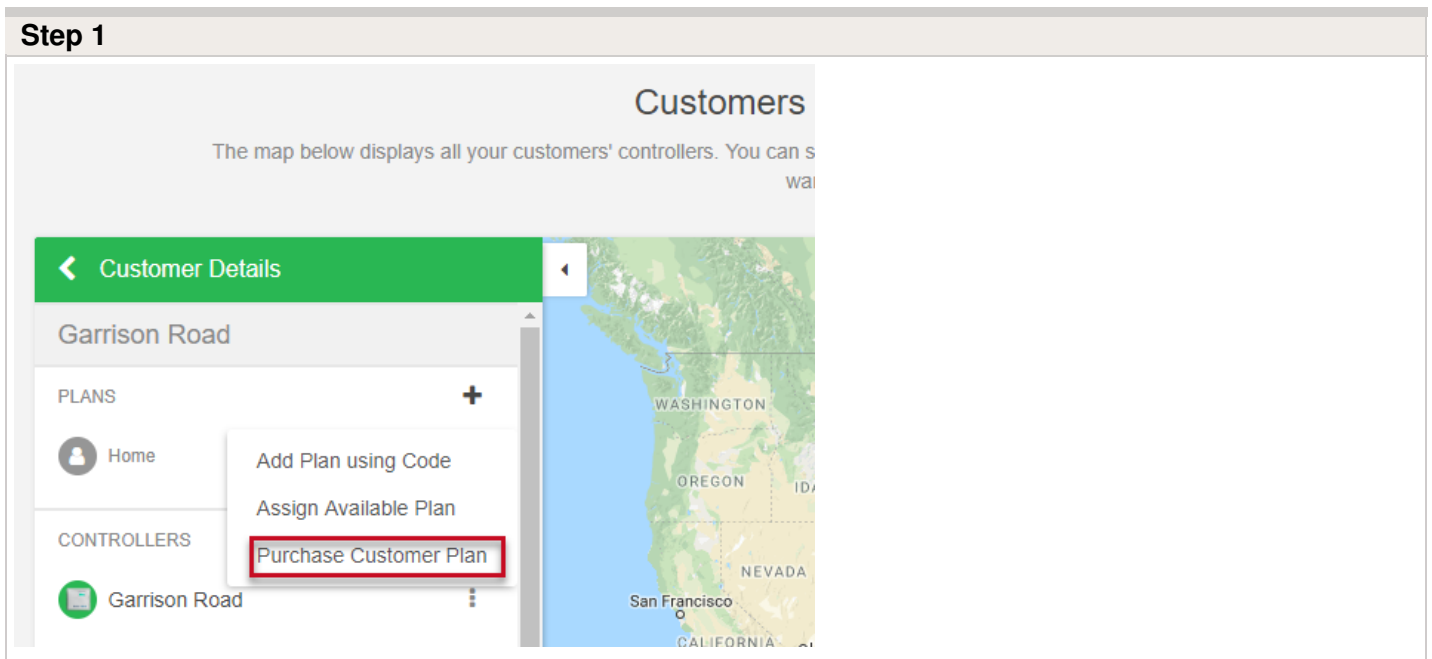 Step 1
Customers
The map below displays all your customers' controllers. You can s
wa
Customer Details
Garrison Road
PLANS
Home
Add Plan using Code
Assign Available Plan
Purchase Customer Plan
CONTROLLERS
Garrison Road
WASHINGTON
OREGON
ID
NEVADA
San Francisco
CALIFORNIA